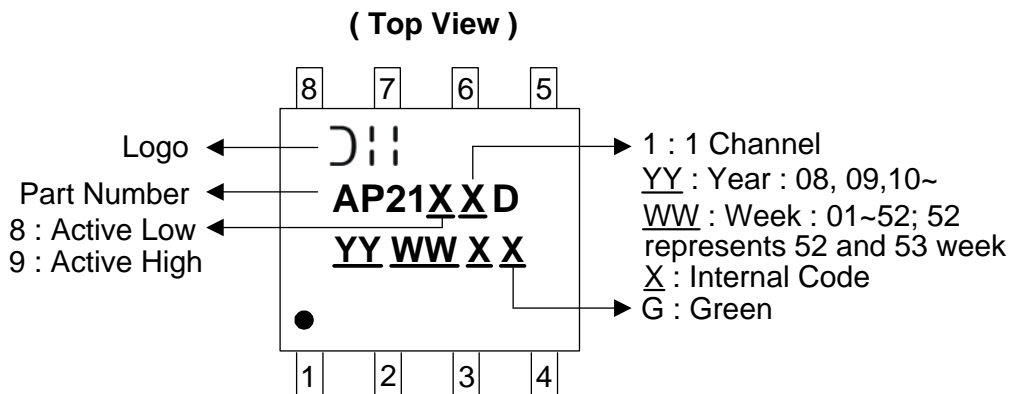 ( Top View )
8 7 6 5
Logo
Part Number
8 : Active Low
9 : Active High
AP21X X D
YY WW X X
1 : 1 Channel
YY : Year : 08, 09,10~
WW : Week : 01~52; 52
represents 52 and 53 week
X : Internal Code
G : Green
1 2 3 4